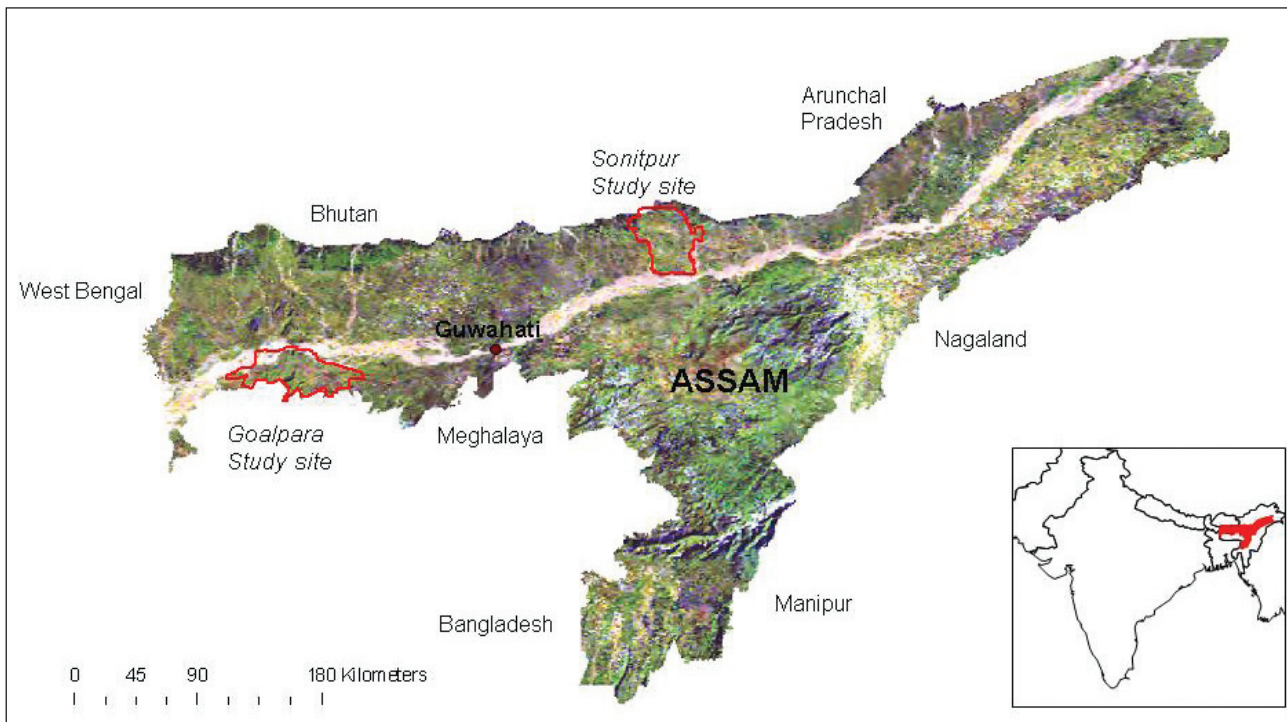 Arunchal
Pradesh
Sonitpur
Study site
Bhutan
West Bengal
Guwahati
Nagaland
ASSAM
Goalpara
Study site
Meghalaya
Manipur
Bangladesh
0 45 90 180 Kilometers